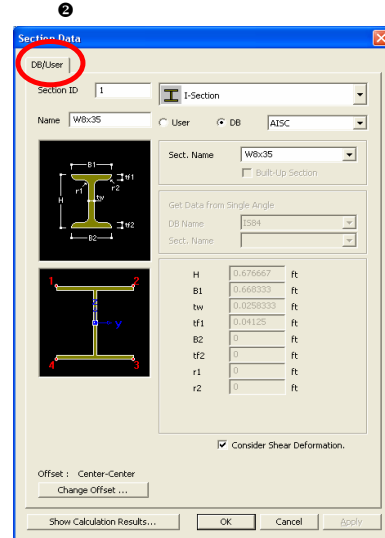 ❷
Section Data
DB/User
Section ID 1 I-Section
Name W8x35 User DB AISC
Sect. Name W8x35
Built-Up Section
Get Data from Single Angle
DB Name IS84
Sect. Name
B1
tf1
r1 r2
H tw
tf2
B2
H 0.676667 ft
B1 0.668333 ft
tw 0.0258333 ft
tf1 0.04125 ft
B2 0 ft
tf2 0 ft
r1 0 ft
r2 0 ft
1 2
z
y
4 3
Consider Shear Deformation.
Offset : Center-Center
Change Offset ...
Show Calculation Results... OK Cancel Apply